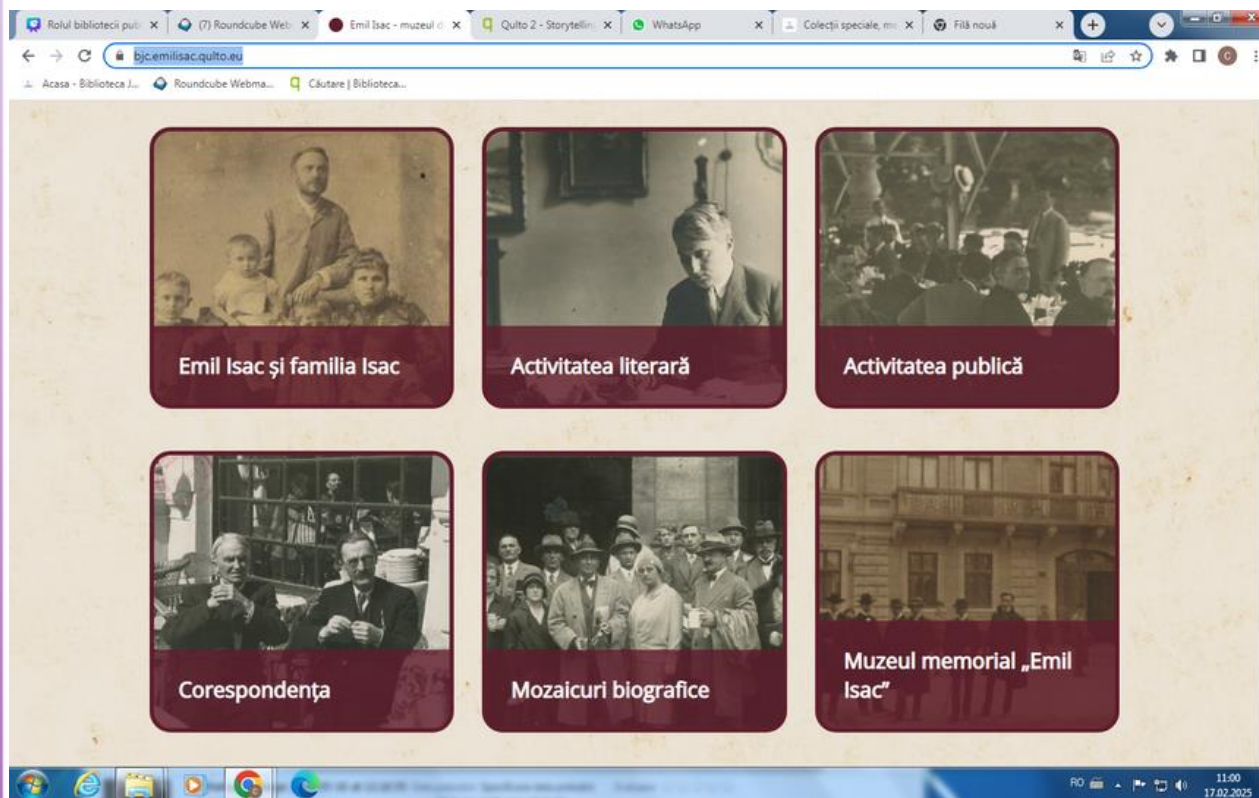 Rolul bibliotecii pub
(7) Roundcube Web
Emil Isac - muzeul d
Qulto 2 - Storytellin
WhatsApp
Colecții speciale, m
Filă nouă
bjc.emilisac.qulto.eu
Acasa - Biblioteca J...
Roundcube Webma...
Căutare | Biblioteca...
Emil Isac și familia Isac
Activitatea literară
Activitatea publică
Corespondența
Mozaicuri biografice
Muzeul memorial „Emil
Isac”
RO
11:00
17.02.2025